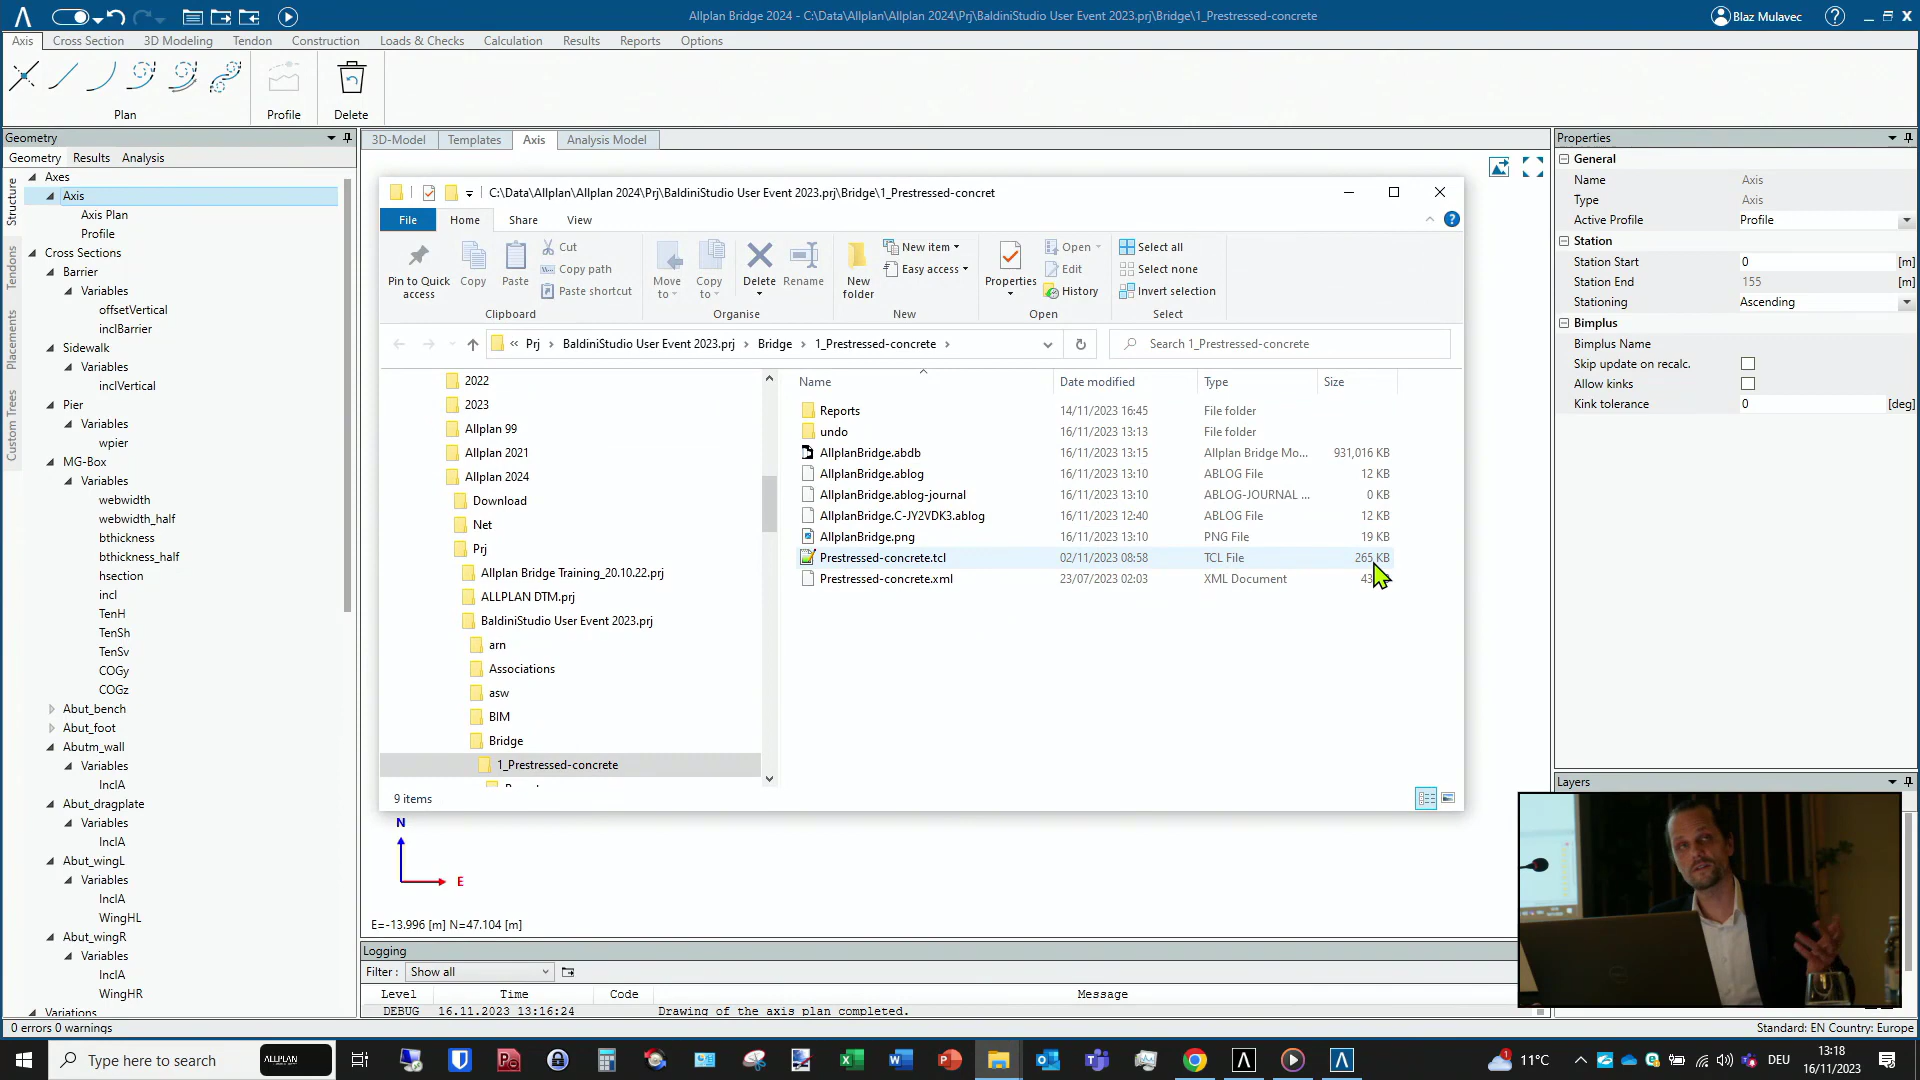 Allplan Bridge 2024 - C:\Data\Allplan\Allplan 2024\Prj\BaldiniStudio User Event 2023.prj\Bridge\1_Prestressed-concrete
Blaz Mulavec
Axis Cross Section 3D Modeling Tendon Construction Loads & Checks Calculation Results Reports Options
Plan Profile Delete
Geometry
Geometry Results Analysis
Structure
Tendons
Placements
Custom Trees
Axes
Axis
Axis Plan
Profile
Cross Sections
Barrier
Variables
offsetVertical
inclBarrier
Sidewalk
Variables
inclVertical
Pier
Variables
wpier
MG-Box
Variables
webwidth
webwidth_half
bthickness
bthickness_half
hsection
incl
TenH
TenSh
TenSv
COGy
COGz
Abut_bench
Abut_foot
Abutm_wall
Variables
InclA
Abut_dragplate
Variables
InclA
Abut_wingL
Variables
InclA
WingHL
Abut_wingR
Variables
InclA
WingHR
Variations
0 errors 0 warnings
3D-Model Templates Axis Analysis Model
C:\Data\Allplan\Allplan 2024\Prj\BaldiniStudio User Event 2023.prj\Bridge\1_Prestressed-concret
File Home Share View
Pin to Quick access
Copy
Paste
Cut
Copy path
Paste shortcut
Clipboard
Move to
Copy to
Delete
Rename
Organise
New folder
New item
Easy access
New
Properties
Open
Edit
History
Open
Select all
Select none
Invert selection
Select
« Prj > BaldiniStudio User Event 2023.prj > Bridge > 1_Prestressed-concrete >
Search 1_Prestressed-concrete
2022
2023
Allplan 99
Allplan 2021
Allplan 2024
Download
Net
Prj
Allplan Bridge Training_20.10.22.prj
ALLPLAN DTM.prj
BaldiniStudio User Event 2023.prj
arn
Associations
asw
BIM
Bridge
1_Prestressed-concrete
Name Date modified Type Size
Reports 14/11/2023 16:45 File folder
undo 16/11/2023 13:13 File folder
AllplanBridge.abdb 16/11/2023 13:15 Allplan Bridge Mo... 931,016 KB
AllplanBridge.ablog 16/11/2023 13:10 ABLOG File 12 KB
AllplanBridge.ablog-journal 16/11/2023 13:10 ABLOG-JOURNAL ... 0 KB
AllplanBridge.C-JY2VDK3.ablog 16/11/2023 12:40 ABLOG File 12 KB
AllplanBridge.png 16/11/2023 13:10 PNG File 19 KB
Prestressed-concrete.tcl 02/11/2023 08:58 TCL File 265 KB
Prestressed-concrete.xml 23/07/2023 02:03 XML Document
9 items
N
E
E=-13.996 [m] N=47.104 [m]
Logging
Filter : Show all
Level Time Code Message
DEBUG 16.11.2023 13:16:24 Drawing of the axis plan completed.
Properties
General
Name Axis
Type Axis
Active Profile Profile
Station
Station Start 0 [m]
Station End 155 [m]
Stationing Ascending
Bimplus
Bimplus Name
Skip update on recalc.
Allow kinks
Kink tolerance 0 [deg]
Layers
Standard: EN Country: Europe
Type here to search
ALLPLAN
11°C
DEU
13:18
16/11/2023